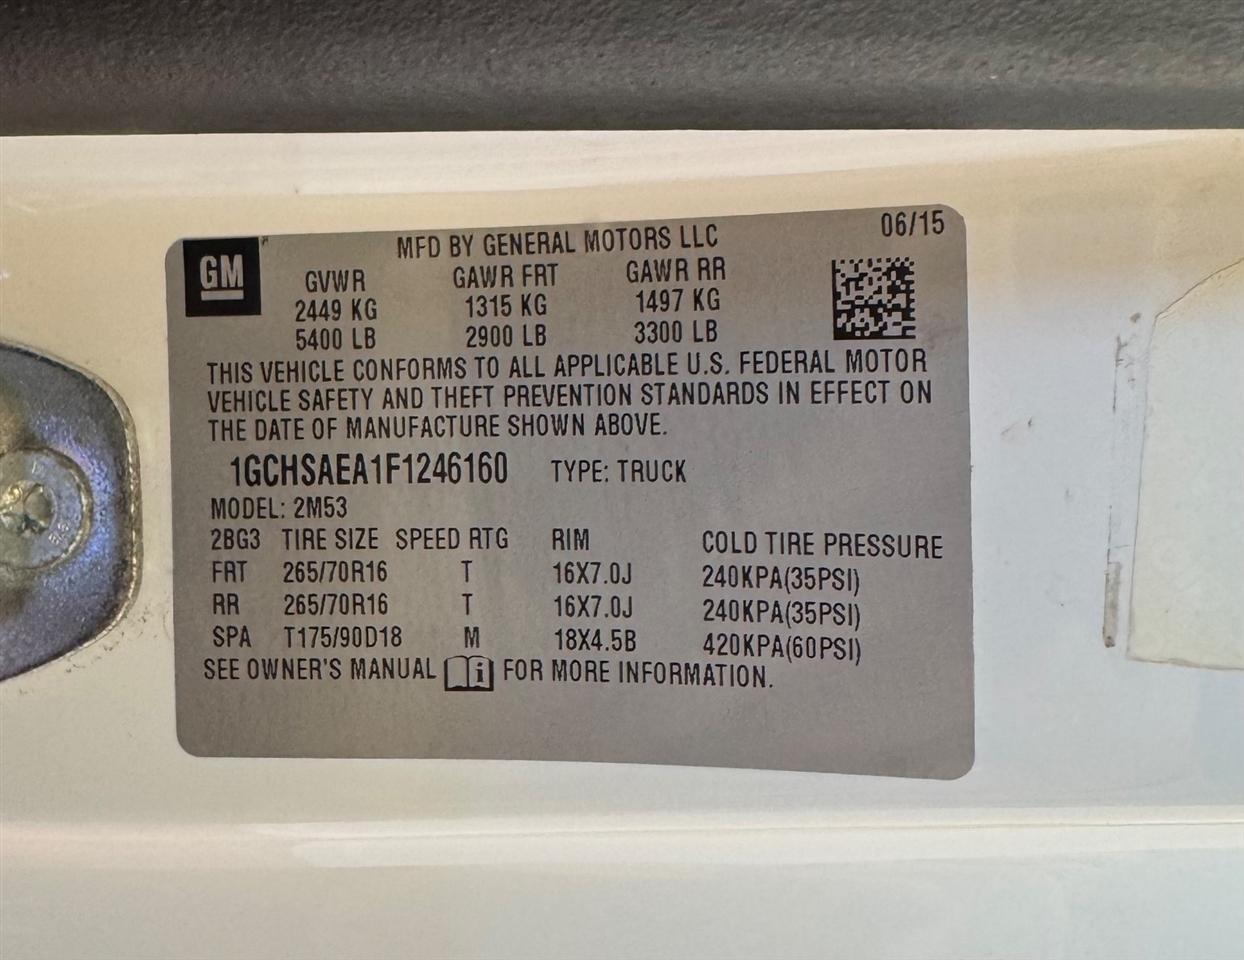 06/15
GM MFD BY GENERAL MOTORS LLC
GVWR GAWR FRT GAWR RR
2449 KG 1315 KG 1497 KG
5400 LB 2900 LB 3300 LB
THIS VEHICLE CONFORMS TO ALL APPLICABLE U.S. FEDERAL MOTOR
VEHICLE SAFETY AND THEFT PREVENTION STANDARDS IN EFFECT ON
THE DATE OF MANUFACTURE SHOWN ABOVE.
1GCHSAEA1F1246160 TYPE: TRUCK
MODEL: 2M53
2BG3 TIRE SIZE SPEED RTG RIM COLD TIRE PRESSURE
FRT 265/70R16 T 16X7.0J 240KPA(35PSI)
RR 265/70R16 T 16X7.0J 240KPA(35PSI)
SPA T175/90D18 M 18X4.5B 420KPA(60PSI)
SEE OWNER'S MANUAL i FOR MORE INFORMATION.